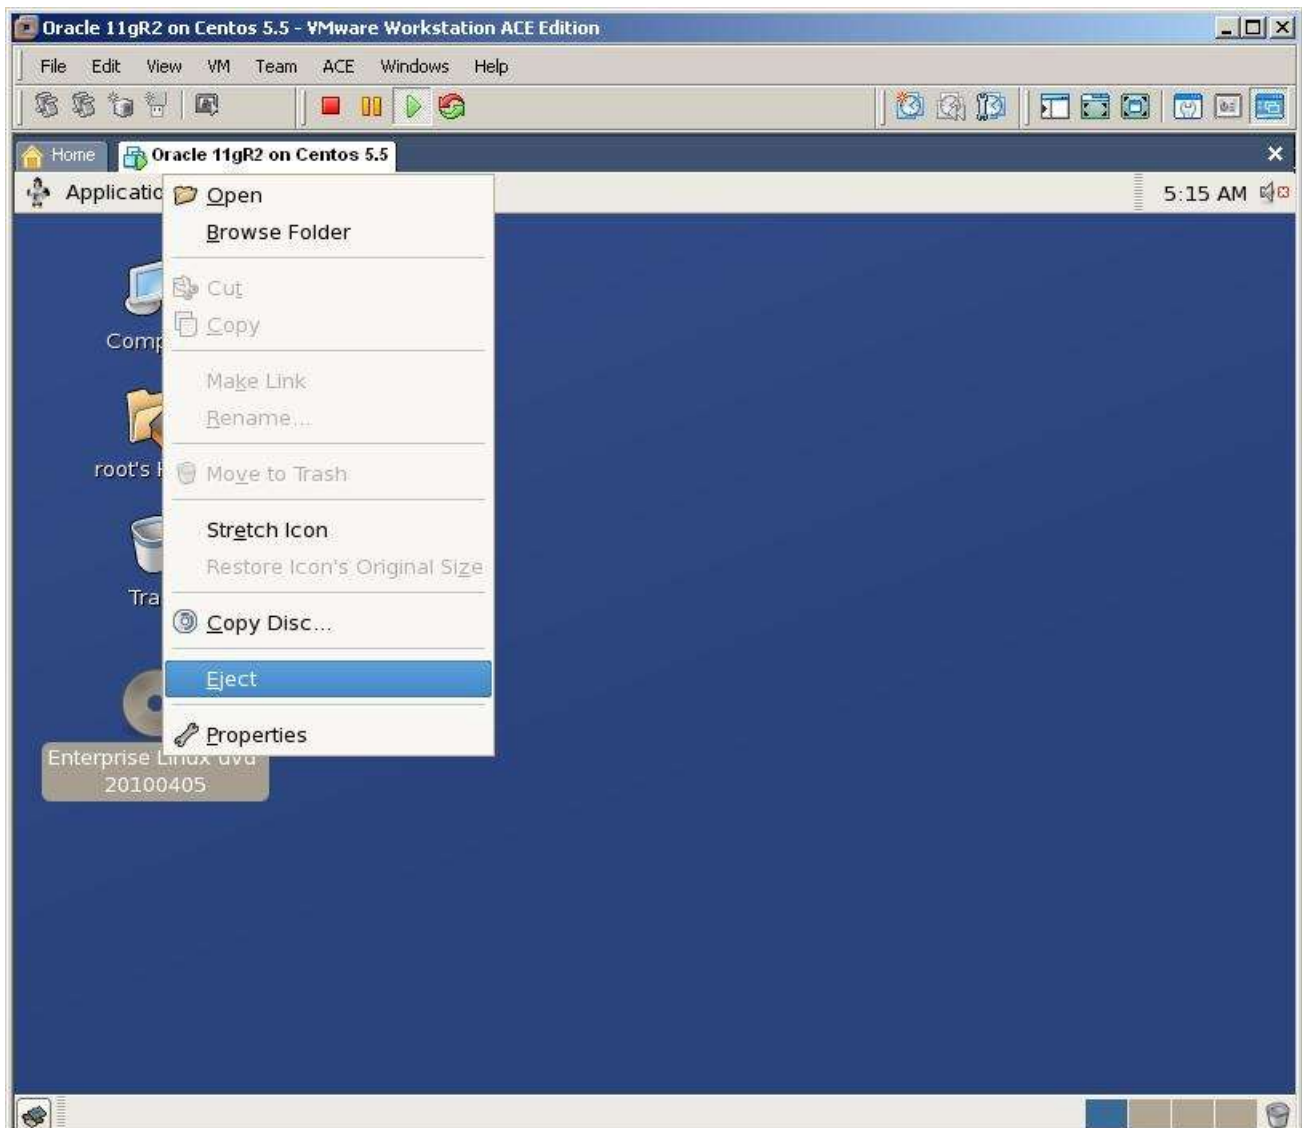 Oracle 11gR2 on Centos 5.5 - VMware Workstation ACE Edition
File Edit View VM Team ACE Windows Help
Home Oracle 11gR2 on Centos 5.5
Applicatio 5:15 AM
Open
Browse Folder
Cut
Copy
Comp
Make Link
Rename...
root's H
Move to Trash
Stretch Icon
Restore Icon's Original Size
Tra
Copy Disc...
Eject
Properties
Enterprise Linux dvd
20100405